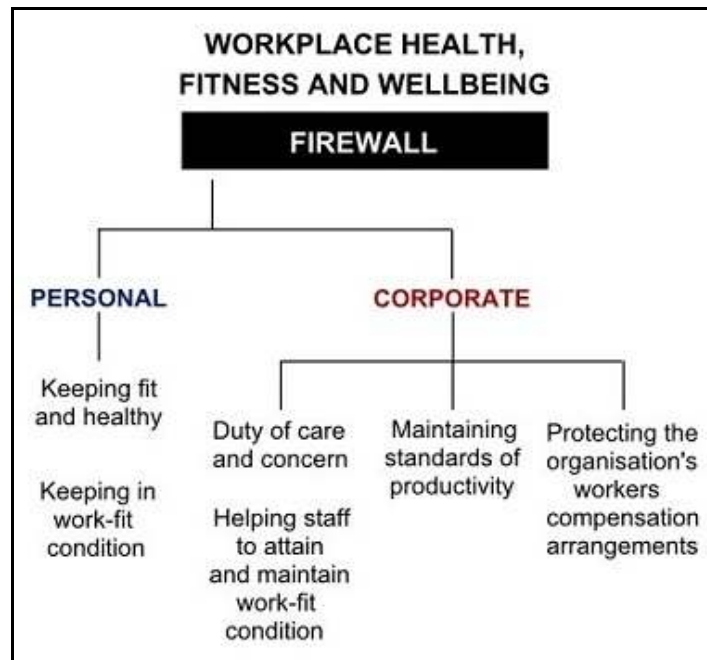 WORKPLACE HEALTH,
FITNESS AND WELLBEING
FIREWALL
PERSONAL
Keeping fit
and healthy
Keeping in
work-fit
condition
CORPORATE
Duty of care
and concern
Helping staff
to attain
and maintain
work-fit
condition
Maintaining
standards of
productivity
Protecting the
organisation's
workers
compensation
arrangements